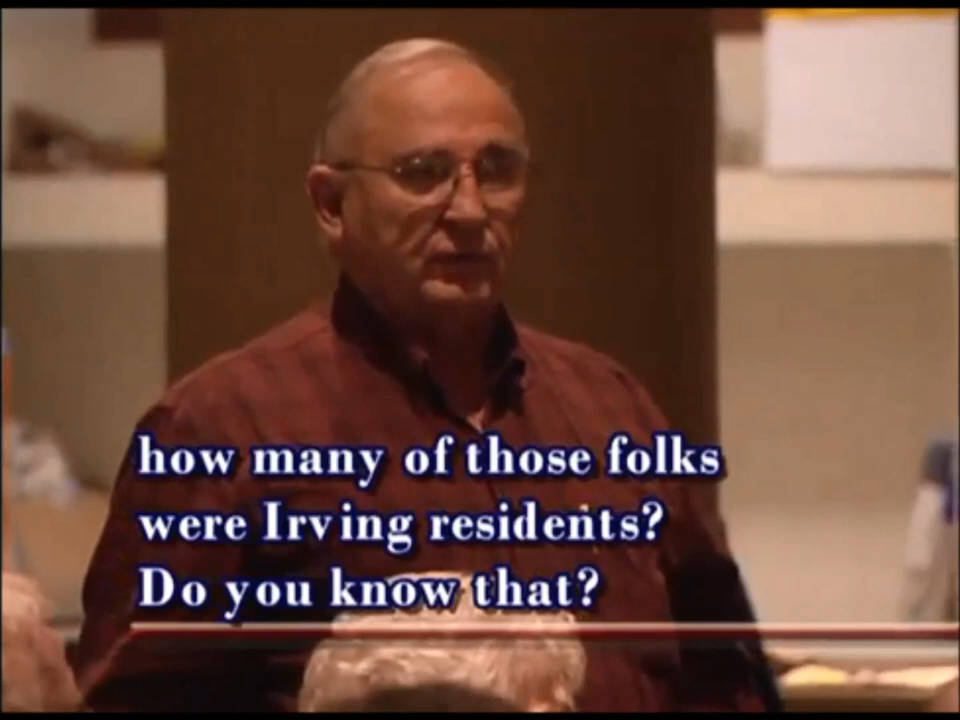 how many of those folks
were Irving residents?
Do you know that?